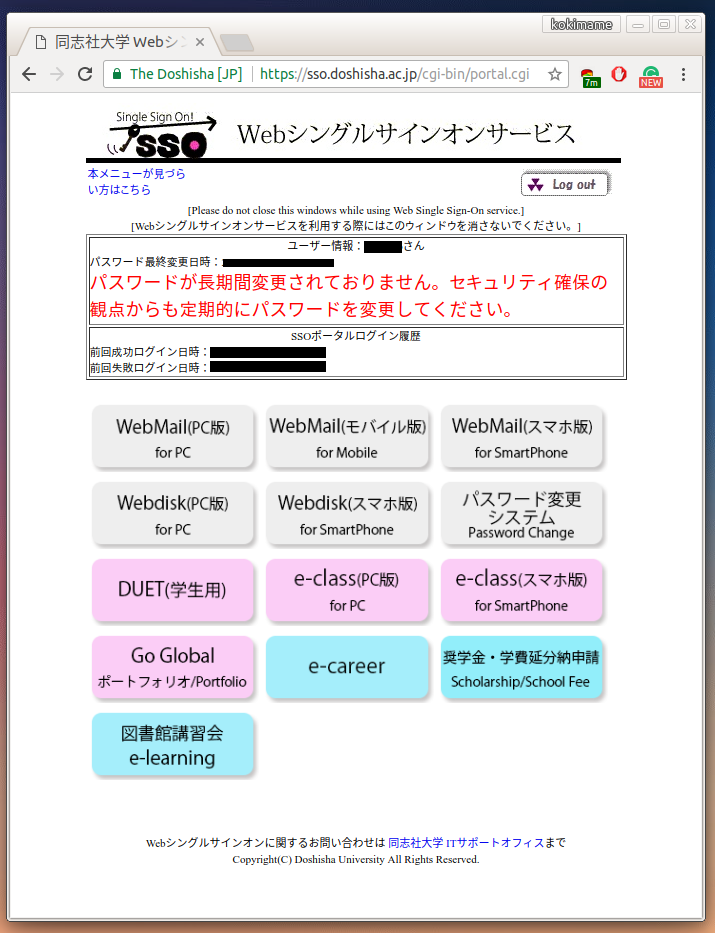 kokimame
同志社大学 Webシン
The Doshisha [JP]
https://sso.doshisha.ac.jp/cgi-bin/portal.cgi
7m
NEW
Single Sign On!
SSO
Webシングルサインオンサービス
本メニューが見づら
い方はこちら
Log out
[Please do not close this windows while using Web Single Sign-On service.]
[Webシングルサインオンサービスを利用する際にはこのウィンドウを消さないでください。]
ユーザー情報：さん
パスワード最終変更日時：
パスワードが長期間変更されておりません。セキュリティ確保の
観点からも定期的にパスワードを変更してください。
SSOポータルログイン履歴
前回成功ログイン日時：
前回失敗ログイン日時：
WebMail(PC版)
for PC
WebMail(モバイル版)
for Mobile
WebMail(スマホ版)
for SmartPhone
Webdisk(PC版)
for PC
Webdisk(スマホ版)
for SmartPhone
パスワード変更
システム
Password Change
DUET(学生用)
e-class(PC版)
for PC
e-class(スマホ版)
for SmartPhone
Go Global
ポートフォリオ/Portfolio
e-career
奨学金・学費延分納申請
Scholarship/School Fee
図書館講習会
e-learning
Webシングルサインオンに関するお問い合わせは 同志社大学 ITサポートオフィスまで
Copyright(C) Doshisha University All Rights Reserved.